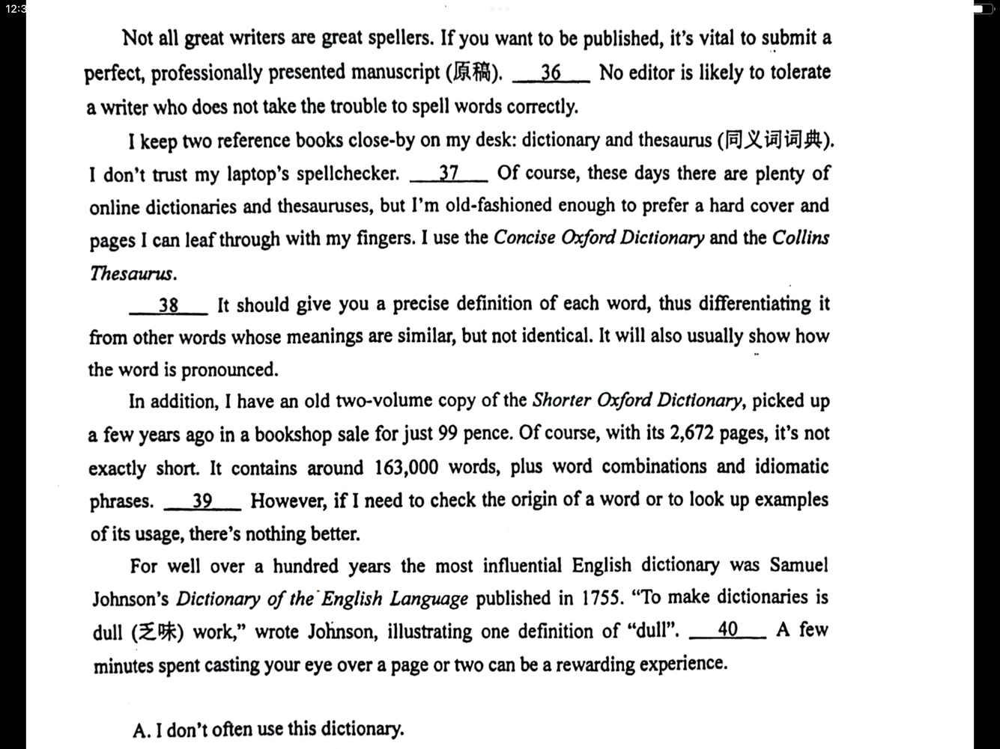 12:3
Not all great writers are great spellers. If you want to be published, it's vital to submit a
perfect, professionally presented manuscript (原稿). 36 No editor is likely to tolerate
a writer who does not take the trouble to spell words correctly.
I keep two reference books close-by on my desk: dictionary and thesaurus (同义词词典).
I don't trust my laptop's spellchecker. 37 Of course, these days there are plenty of
online dictionaries and thesauruses, but I'm old-fashioned enough to prefer a hard cover and
pages I can leaf through with my fingers. I use the Concise Oxford Dictionary and the Collins
Thesaurus.
38 It should give you a precise definition of each word, thus differentiating it
from other words whose meanings are similar, but not identical. It will also usually show how
the word is pronounced.
In addition, I have an old two-volume copy of the Shorter Oxford Dictionary, picked up
a few years ago in a bookshop sale for just 99 pence. Of course, with its 2,672 pages, it's not
exactly short. It contains around 163,000 words, plus word combinations and idiomatic
phrases. 39 However, if I need to check the origin of a word or to look up examples
of its usage, there's nothing better.
For well over a hundred years the most influential English dictionary was Samuel
Johnson's Dictionary of the English Language published in 1755. “To make dictionaries is
dull (乏味) work,” wrote Johnson, illustrating one definition of “dull”. 40 A few
minutes spent casting your eye over a page or two can be a rewarding experience.
A. I don't often use this dictionary.